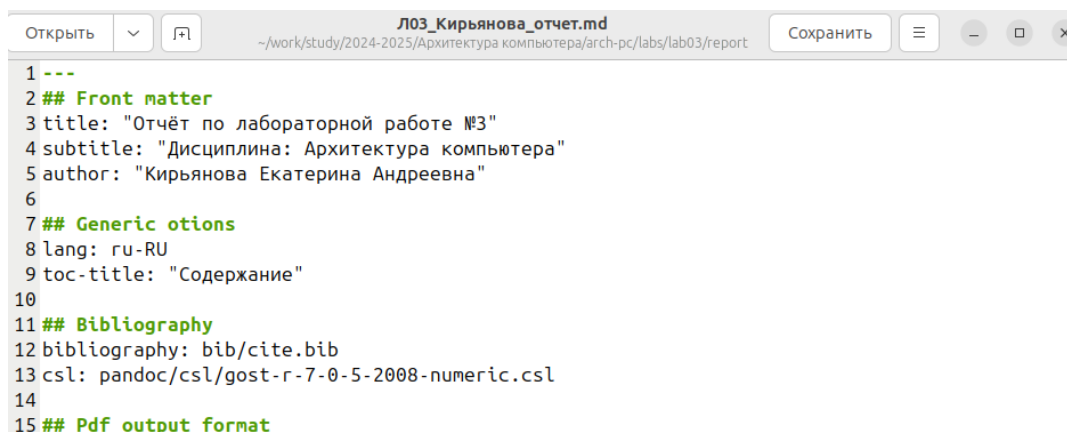 Открыть
Л03_Кирьянова_отчет.md
~/work/study/2024-2025/Архитектура компьютера/arch-pc/labs/lab03/report
Сохранить
1 ---
2 ## Front matter
3 title: "Отчёт по лабораторной работе №3"
4 subtitle: "Дисциплина: Архитектура компьютера"
5 author: "Кирьянова Екатерина Андреевна"
6
7 ## Generic otions
8 lang: ru-RU
9 toc-title: "Содержание"
10
11 ## Bibliography
12 bibliography: bib/cite.bib
13 csl: pandoc/csl/gost-r-7-0-5-2008-numeric.csl
14
15 ## Pdf output format